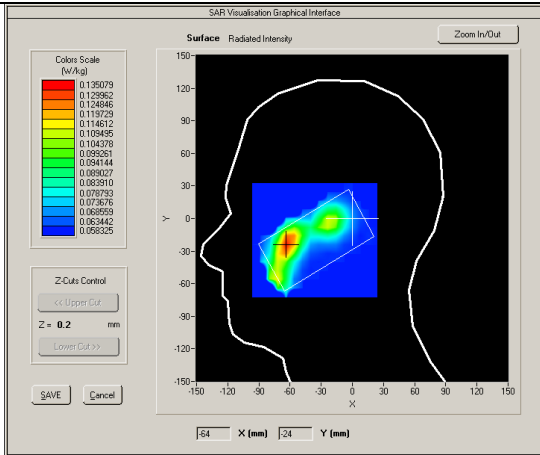 SAR Visualisation Graphical Interface
Surface Radiated Intensity
Zoom In/Out
Colors Scale
(W/kg)
0.135079
0.129962
0.124846
0.119729
0.114612
0.109495
0.104378
0.099261
0.094144
0.089027
0.083910
0.078793
0.073676
0.068559
0.063442
0.058325
Z-Cuts Control
<< Upper Cut
Z = 0.2 mm
Lower Cut >>
SAVE
Cancel
150
120
90
60
30
0
-30
-60
-90
-120
-150
Y
-150 -120 -90 -60 -30 0 30 60 90 120 150
X
-64 X (mm) -24 Y (mm)